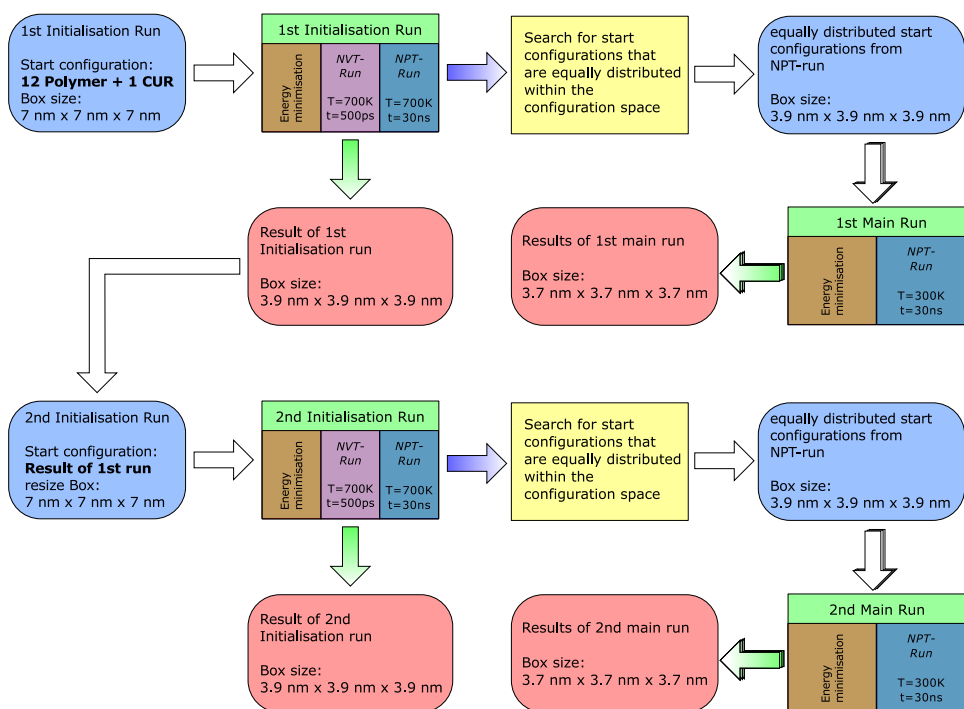 1st Initialisation Run
Start configuration:
12 Polymer + 1 CUR
Box size:
7 nm x 7 nm x 7 nm
1st Initialisation Run
Energy
minimisation
NVT-
Run
T=700K
t=500ps
NPT-
Run
T=700K
t=30ns
Search for start
configurations that
are equally distributed
within the
configuration space
equally distributed start
configurations from
NPT-run
Box size:
3.9 nm x 3.9 nm x 3.9 nm
Result of 1st
Initialisation run
Box size:
3.9 nm x 3.9 nm x 3.9 nm
Results of 1st main run
Box size:
3.7 nm x 3.7 nm x 3.7 nm
1st Main Run
Energy
minimisation
NPT-
Run
T=300K
t=30ns
2nd Initialisation Run
Start configuration:
Result of 1st run
resize Box:
7 nm x 7 nm x 7 nm
2nd Initialisation Run
Energy
minimisation
NVT-
Run
T=700K
t=500ps
NPT-
Run
T=700K
t=30ns
Search for start
configurations that
are equally distributed
within the
configuration space
equally distributed start
configurations from
NPT-run
Box size:
3.9 nm x 3.9 nm x 3.9 nm
Result of 2nd
Initialisation run
Box size:
3.9 nm x 3.9 nm x 3.9 nm
Results of 2nd main run
Box size:
3.7 nm x 3.7 nm x 3.7 nm
2nd Main Run
Energy
minimisation
NPT-
Run
T=300K
t=30ns